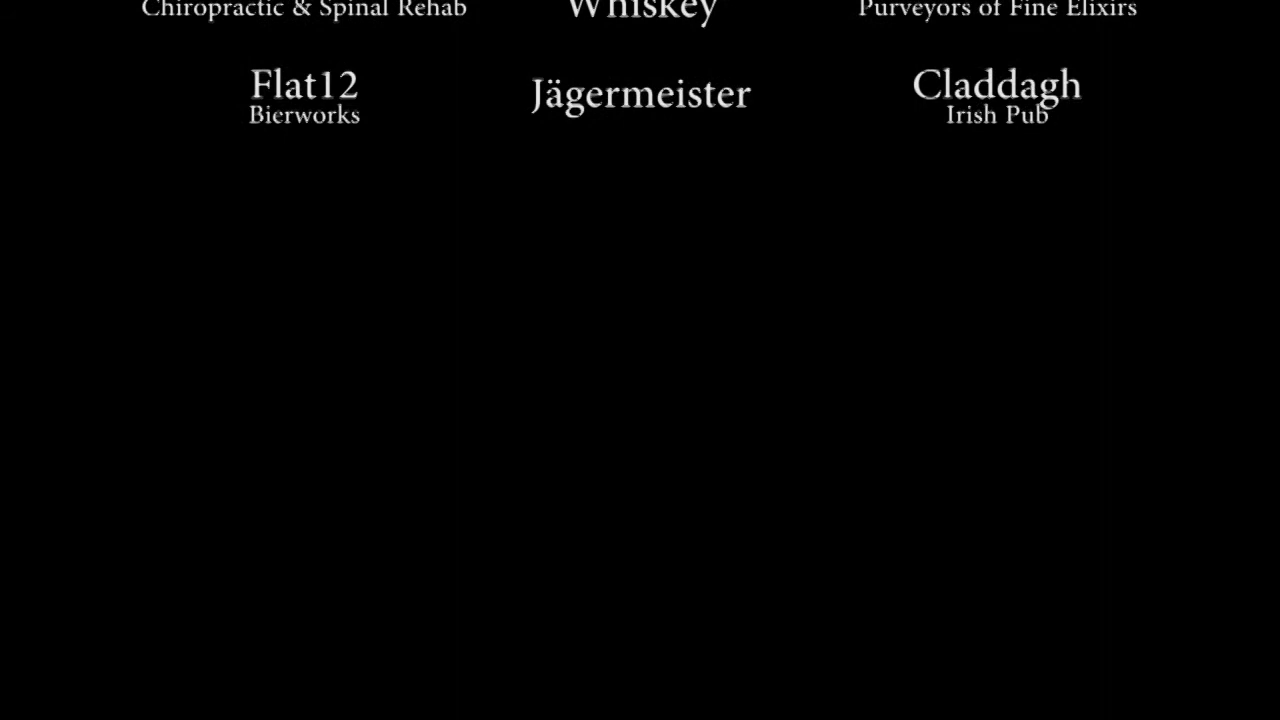 Chiropractic & Spinal Rehab
Whiskey
Purveyors of Fine Elixirs
Flat12
Bierworks
Jägermeister
Claddagh
Irish Pub